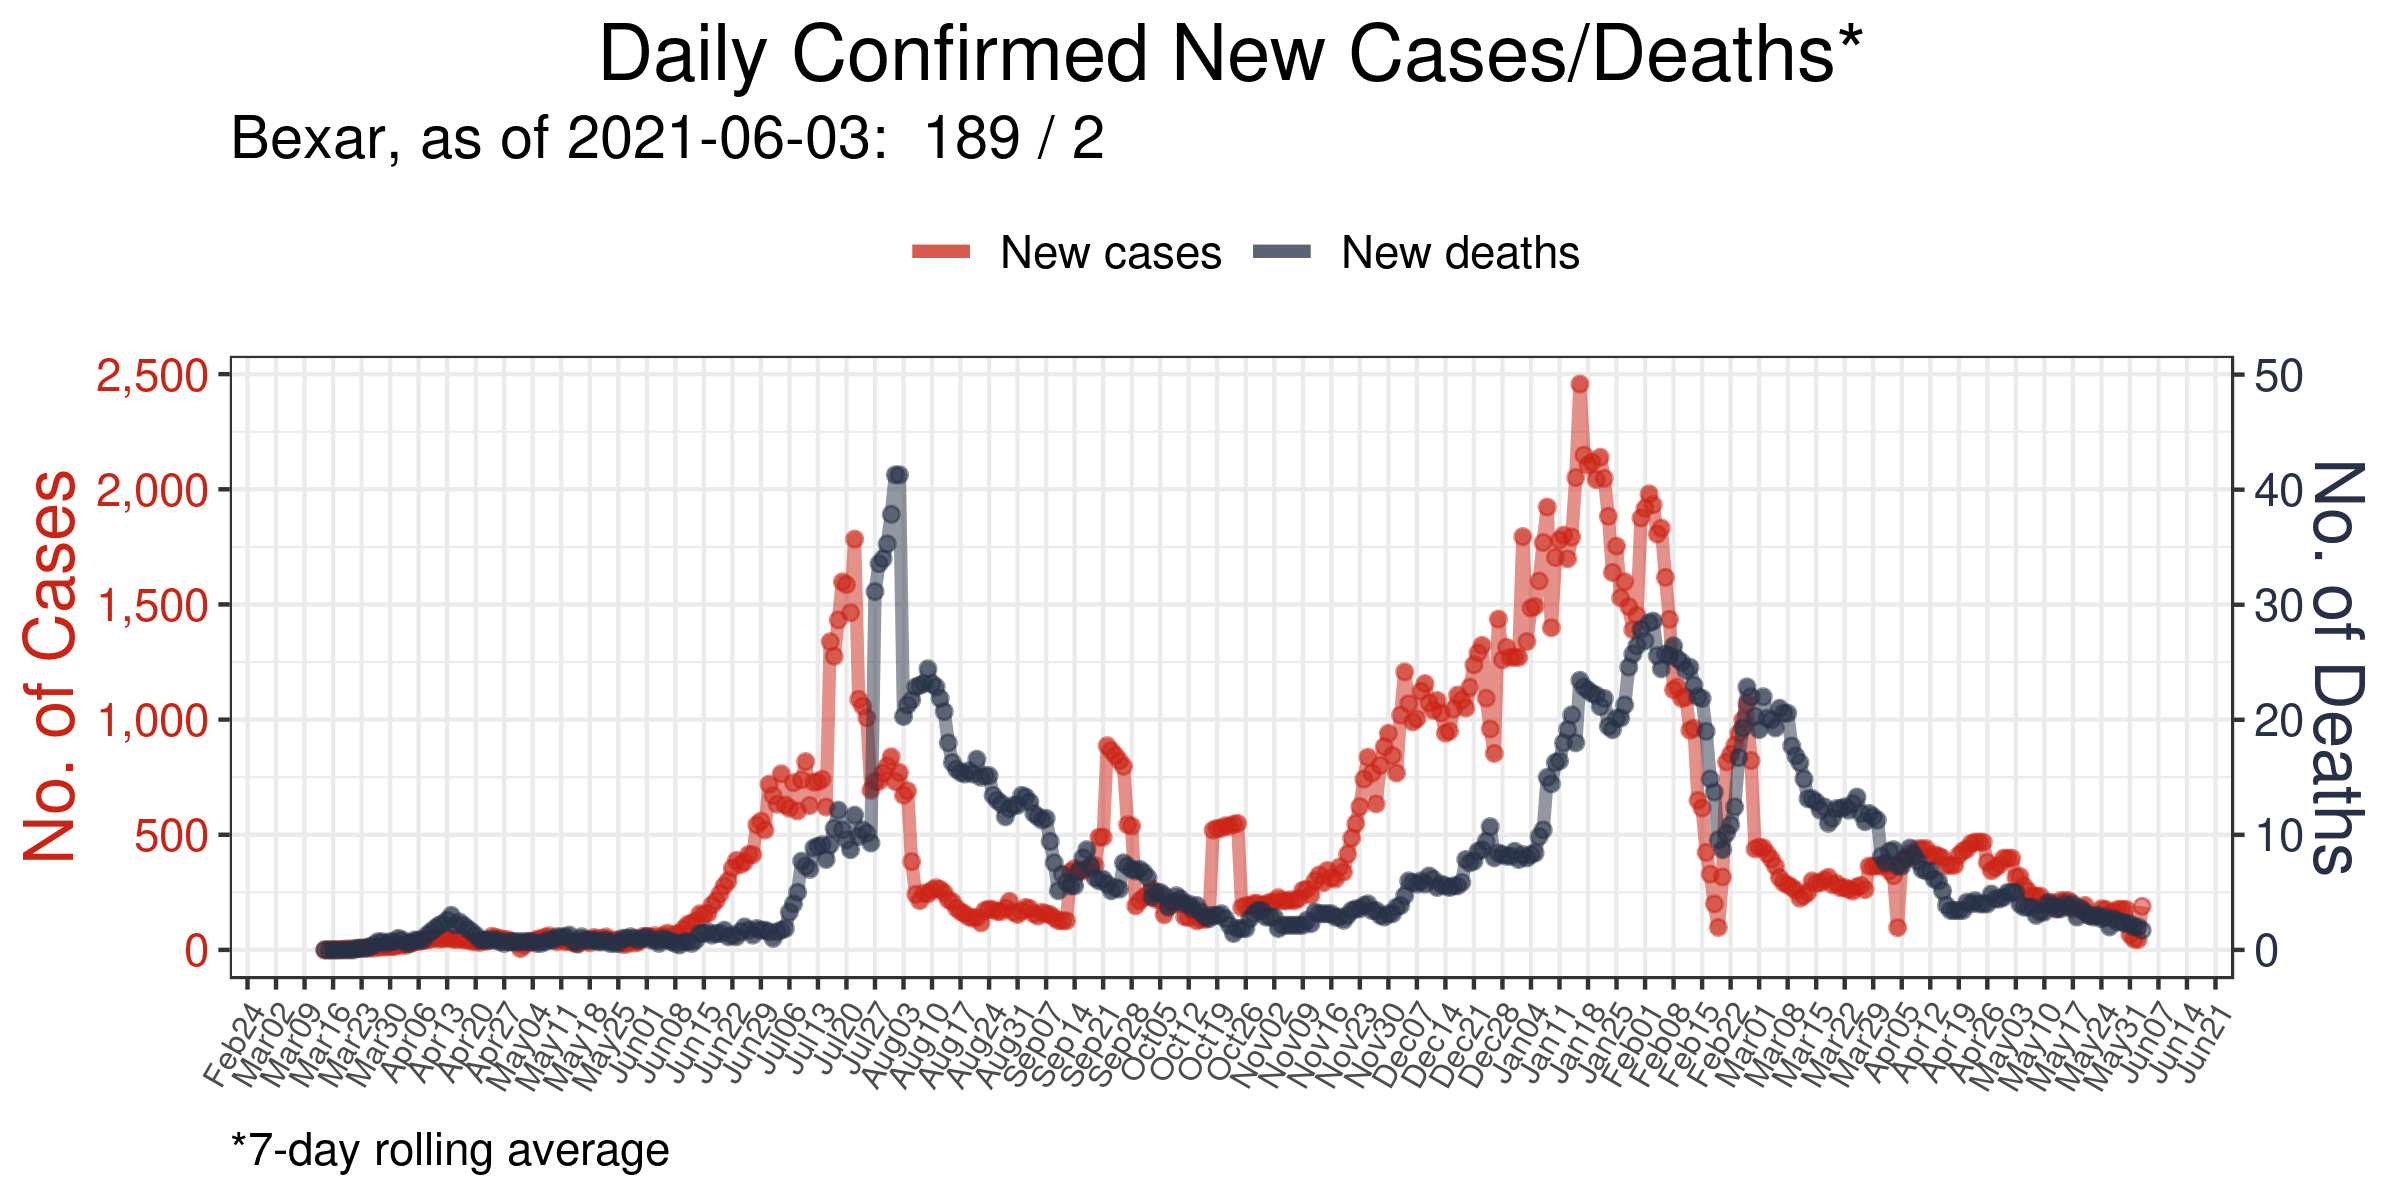 Daily Confirmed New Cases/Deaths*
Bexar, as of 2021-06-03:  189 / 2
New cases New deaths
No. of Cases
2,500
2,000
1,500
1,000
500
0
50
40
30
20
10
0
No. of Deaths
Feb24 Mar02 Mar09 Mar16 Mar23 Mar30 Apr06 Apr13 Apr20 Apr27 May04 May11 May18 May25 Jun01 Jun08 Jun15 Jun22 Jun29 Jul06 Jul13 Jul20 Jul27 Aug03 Aug10 Aug17 Aug24 Aug31 Sep07 Sep14 Sep21 Sep28 Oct05 Oct12 Oct19 Oct26 Nov02 Nov09 Nov16 Nov23 Nov30 Dec07 Dec14 Dec21 Dec28 Jan04 Jan11 Jan18 Jan25 Feb01 Feb08 Feb15 Feb22 Mar01 Mar08 Mar15 Mar22 Mar29 Apr05 Apr12 Apr19 Apr26 May03 May10 May17 May24 May31 Jun07 Jun14 Jun21
*7-day rolling average